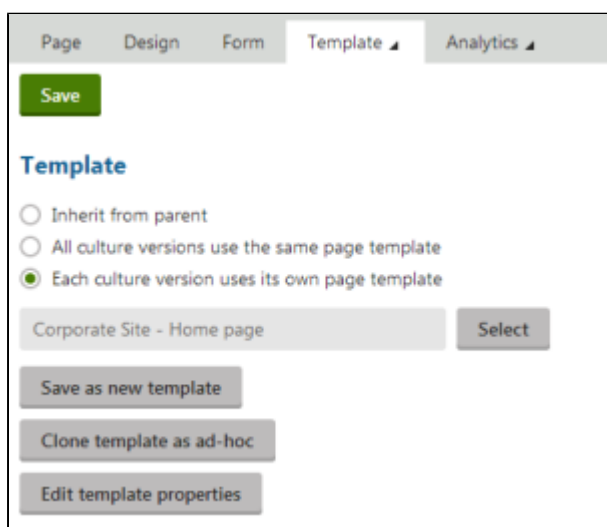 Page Design Form Template Analytics
Save
Template
Inherit from parent
All culture versions use the same page template
Each culture version uses its own page template
Corporate Site - Home page Select
Save as new template
Clone template as ad-hoc
Edit template properties